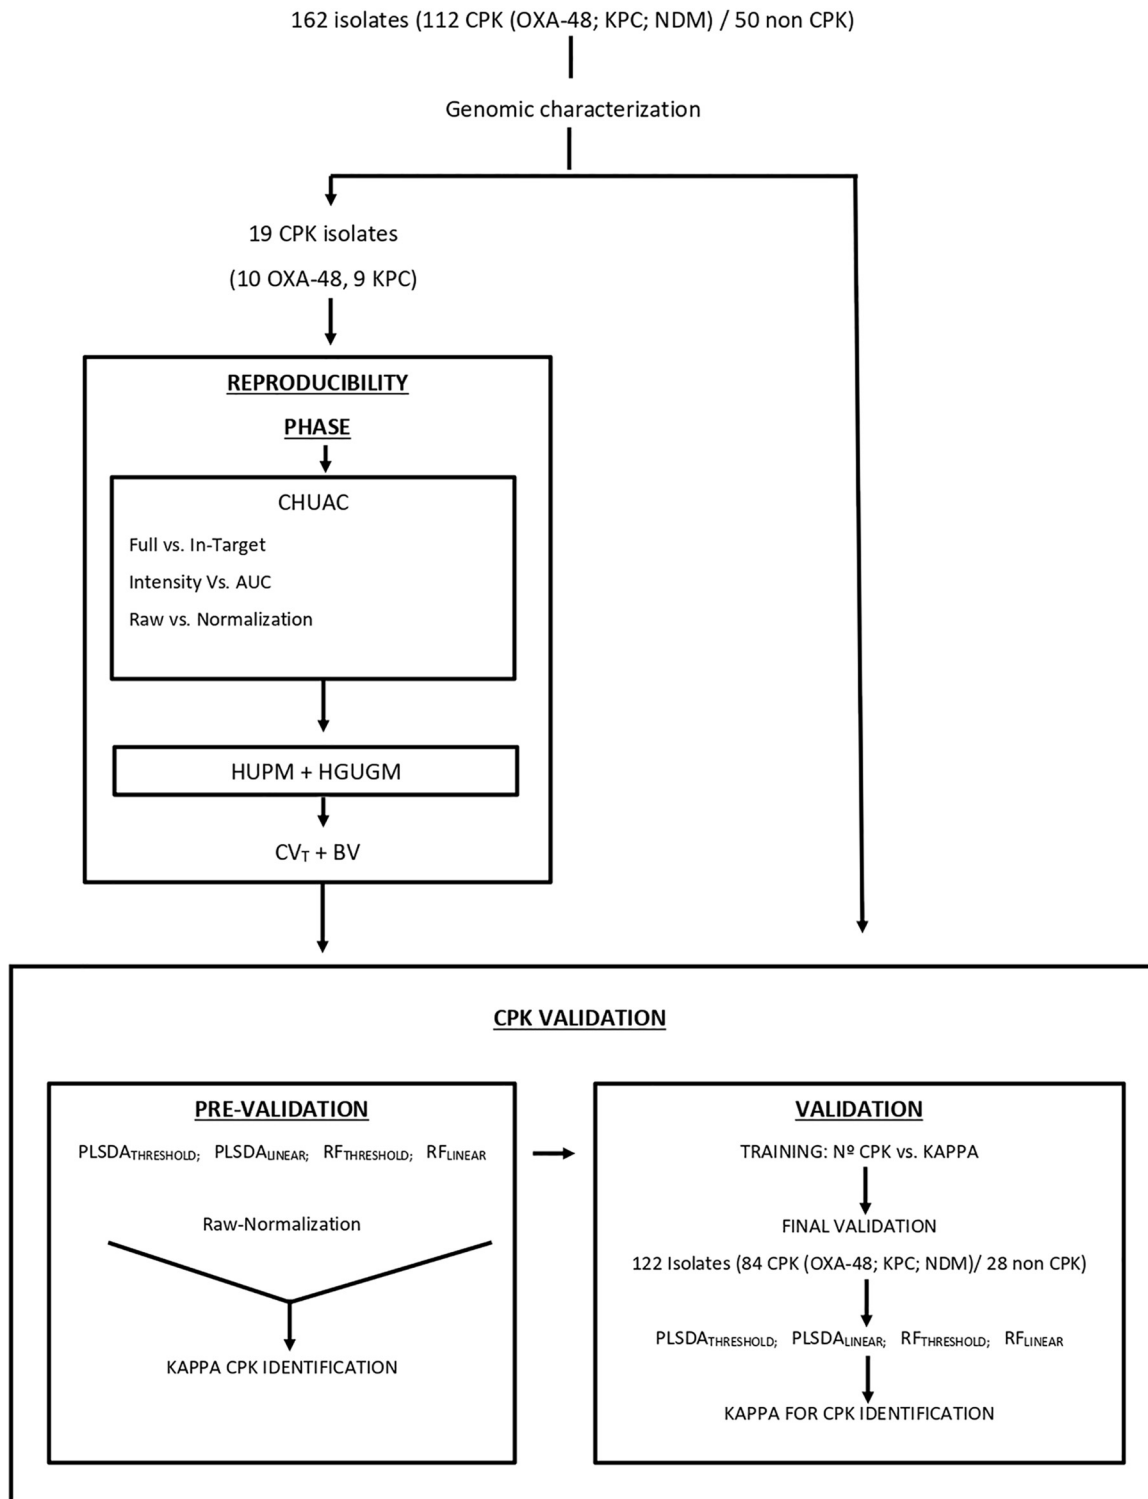 162 isolates (112 CPK (OXA-48; KPC; NDM) / 50 non CPK)
Genomic characterization
19 CPK isolates
(10 OXA-48, 9 KPC)
REPRODUCIBILITY
PHASE
CHUAC
Full vs. In-Target
Intensity Vs. AUC
Raw vs. Normalization
HUPM + HGUGM
CVT + BV
CPK VALIDATION
PRE-VALIDATION
PLSDATHRESHOLD; PLSDALINEAR; RFTHRESHOLD; RFLINEAR
Raw-Normalization
KAPPA CPK IDENTIFICATION
VALIDATION
TRAINING: Nº CPK vs. KAPPA
FINAL VALIDATION
122 Isolates (84 CPK (OXA-48; KPC; NDM)/ 28 non CPK)
PLSDATHRESHOLD; PLSDALINEAR; RFTHRESHOLD; RFLINEAR
KAPPA FOR CPK IDENTIFICATION